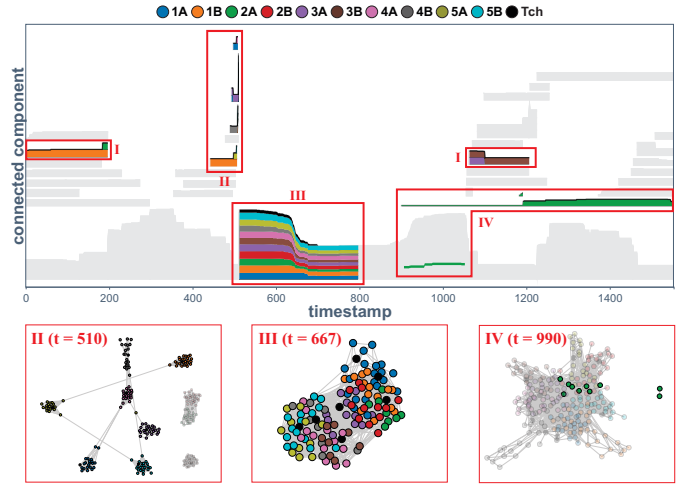 1A 1B 2A 2B 3A 3B 4A 4B 5A 5B Tch
connected component
I
II
III
I
IV
0 200 400 600 800 1000 1200 1400
timestamp
II (t = 510) III (t = 667) IV (t = 990)